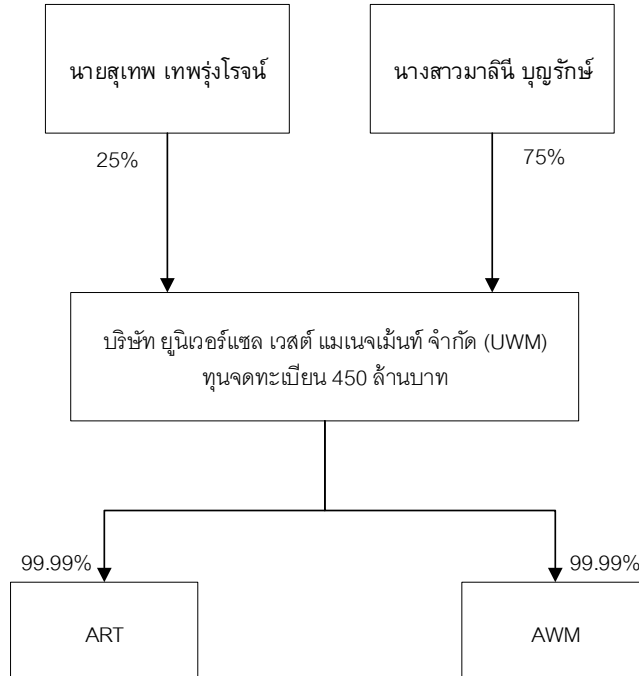 นายสุเทพ เทพรุ่งโรจน์
นางสาวมาลินี บุญรักษ์
25%
75%
บริษัท ยูนิเวอร์แซล เวสต์ แมเนจเม้นท์ จำกัด (UWM)
ทุนจดทะเบียน 450 ล้านบาท
99.99%
99.99%
ART
AWM